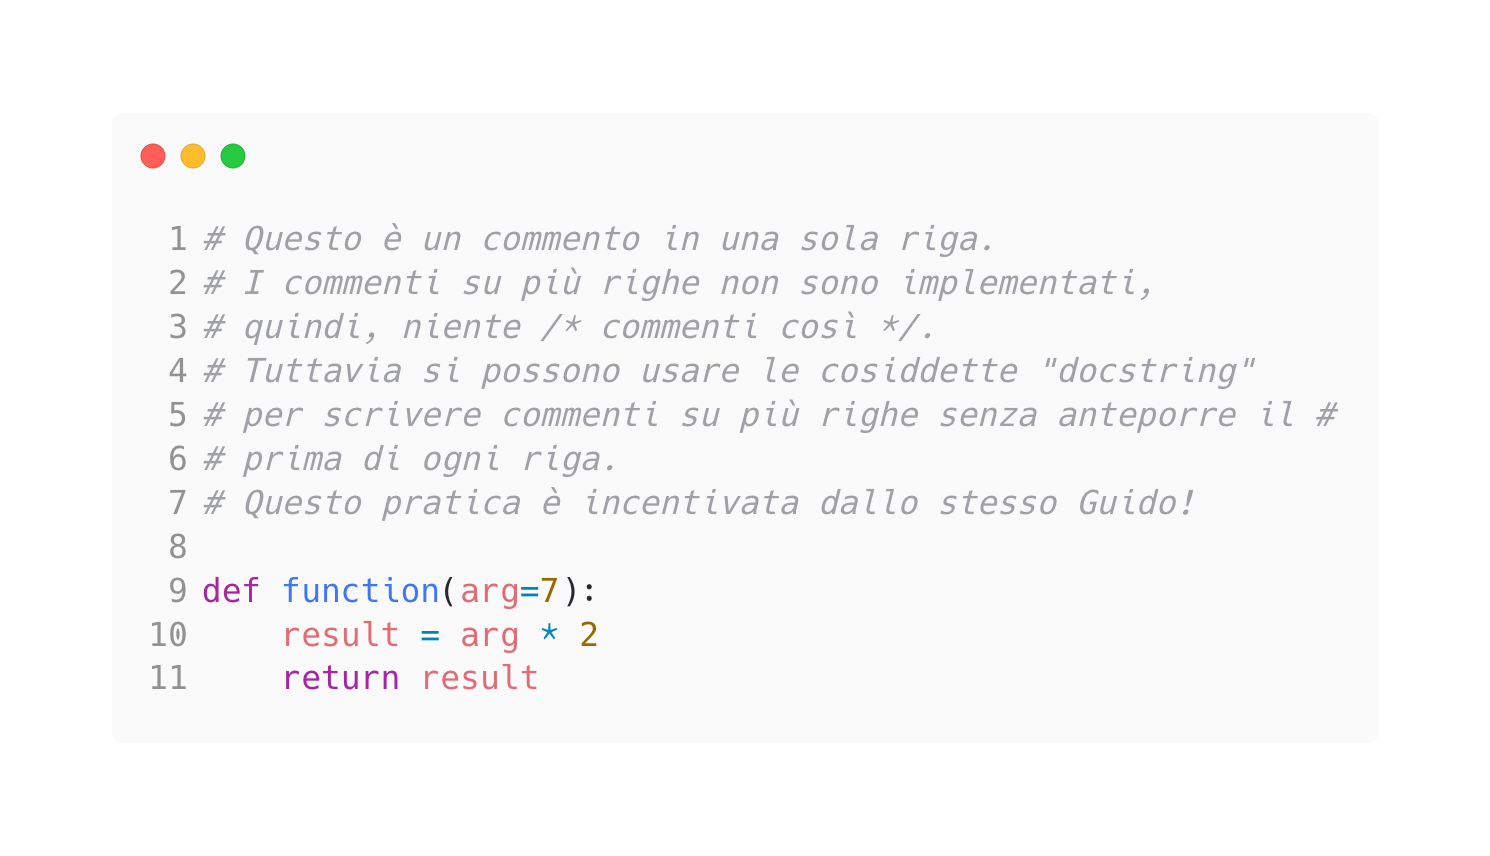 1 # Questo è un commento in una sola riga.
2 # I commenti su più righe non sono implementati,
3 # quindi, niente /* commenti così */.
4 # Tuttavia si possono usare le cosiddette "docstring"
5 # per scrivere commenti su più righe senza anteporre il #
6 # prima di ogni riga.
7 # Questo pratica è incentivata dallo stesso Guido!
8
9 def function(arg=7):
10     result = arg * 2
11     return result